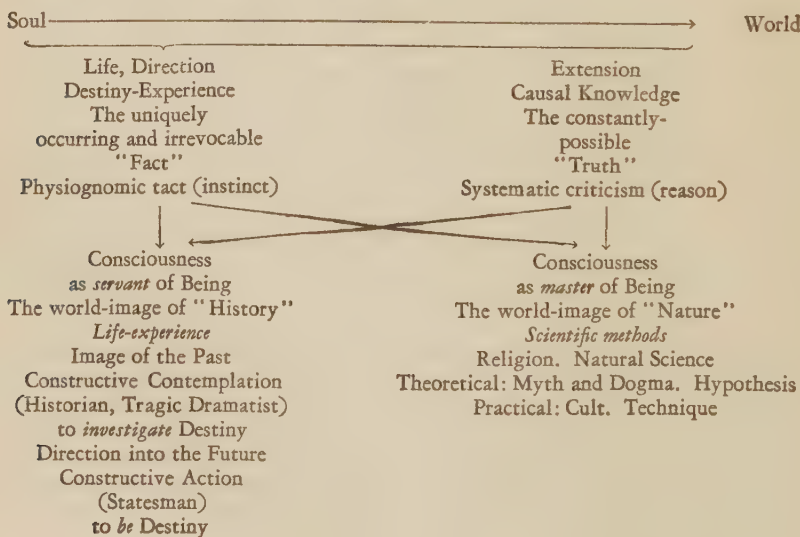 Soul World
Life, Direction
Destiny-Experience
The uniquely
occurring and irrevocable
"Fact"
Physiognomic tact (instinct)
Extension
Causal Knowledge
The constantly-
possible
"Truth"
Systematic criticism (reason)
Consciousness
as servant of Being
The world-image of "History"
Life-experience
Image of the Past
Constructive Contemplation
(Historian, Tragic Dramatist)
to investigate Destiny
Direction into the Future
Constructive Action
(Statesman)
to be Destiny
Consciousness
as master of Being
The world-image of "Nature"
Scientific methods
Religion. Natural Science
Theoretical: Myth and Dogma. Hypothesis
Practical: Cult. Technique